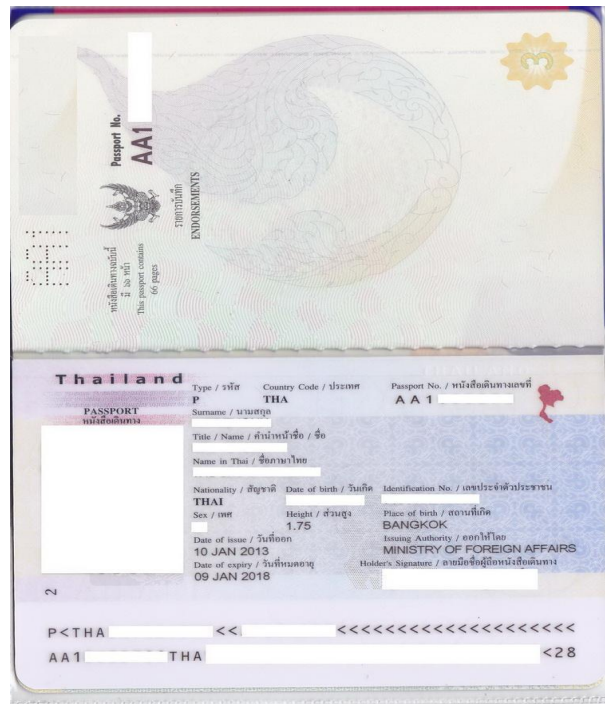 Passport No.
AA1
หนังสือเดินทางฉบับนี้
มี ๖๖ หน้า
This passport contains
66 pages
รายการบันทึก
ENDORSEMENTS
Thailand
PASSPORT
หนังสือเดินทาง
Type / รหัส Country Code / ประเทศ Passport No. / หนังสือเดินทางเลขที่
P THA AA1
Surname / นามสกุล
Title / Name / คำนำหน้าชื่อ / ชื่อ
Name in Thai / ชื่อภาษาไทย
Nationality / สัญชาติ Date of birth / วันเกิด Identification No. / เลขประจำตัวประชาชน
THAI
Sex / เพศ Height / ส่วนสูง Place of birth / สถานที่เกิด
1.75 BANGKOK
Date of issue / วันที่ออก Issuing Authority / ออกให้โดย
10 JAN 2013 MINISTRY OF FOREIGN AFFAIRS
Date of expiry / วันที่หมดอายุ Holder's Signature / ลายมือชื่อผู้ถือหนังสือเดินทาง
09 JAN 2018
2
P<THA << <<<<<<<<<<<<<<<<<<<<<
AA1 THA <28